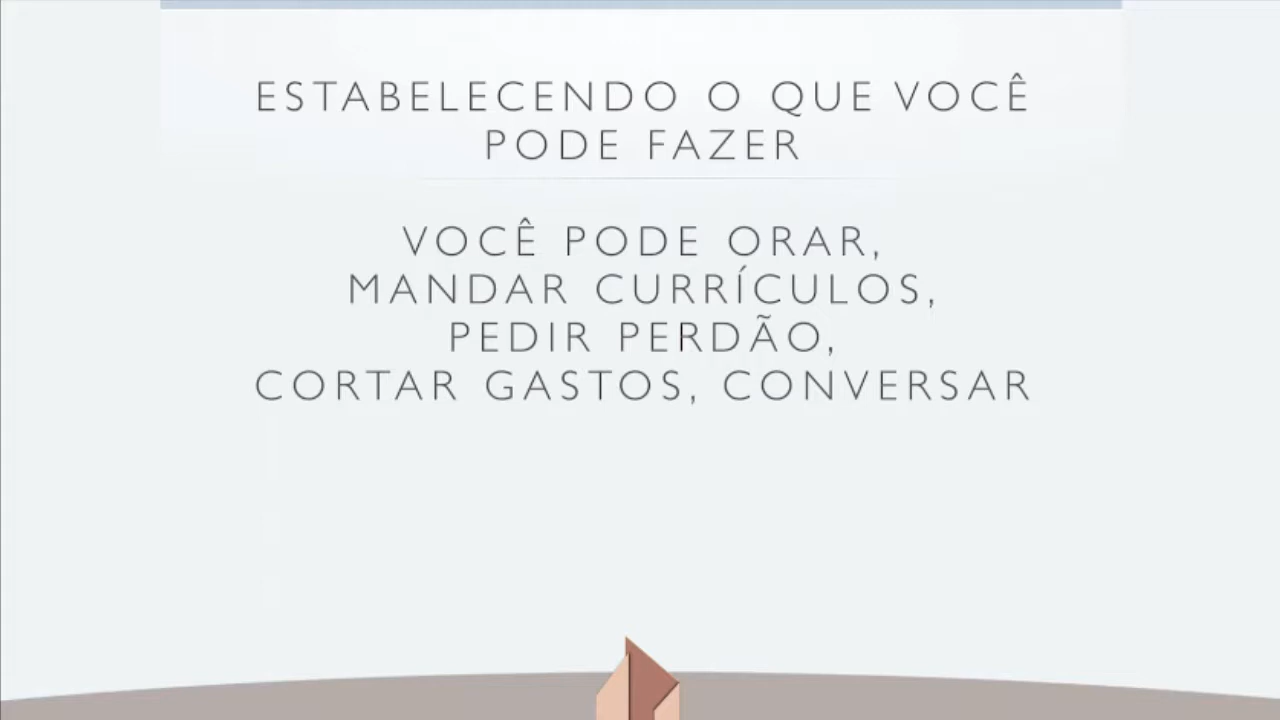 ESTABELECENDO O QUE VOCÊ
PODE FAZER
VOCÊ PODE ORAR,
MANDAR CURRÍCULOS,
PEDIR PERDÃO,
CORTAR GASTOS, CONVERSAR